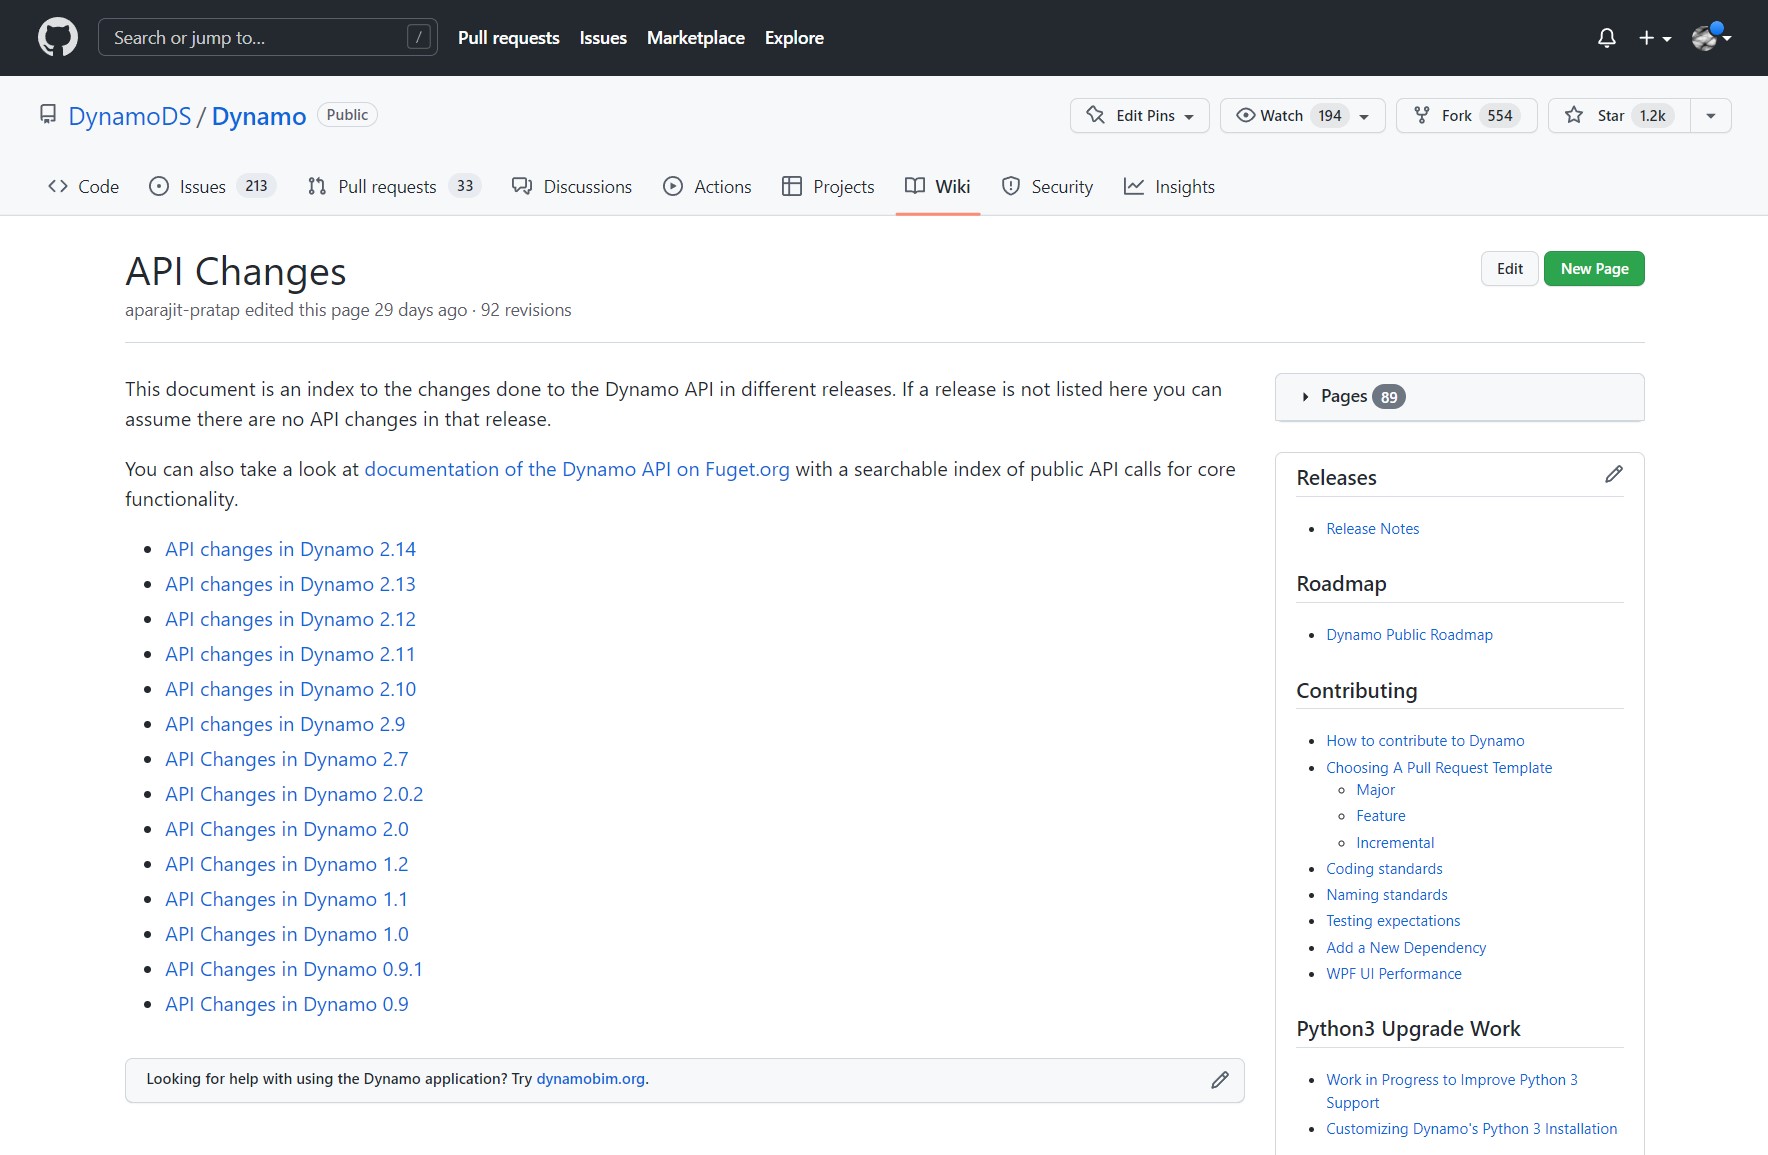 Search or jump to...
/
Pull requests
Issues
Marketplace
Explore
DynamoDS / Dynamo
Public
Edit Pins
Watch 194
Fork 554
Star 1.2k
Code
Issues 213
Pull requests 33
Discussions
Actions
Projects
Wiki
Security
Insights
API Changes
aparajit-pratap edited this page 29 days ago · 92 revisions
Edit
New Page
This document is an index to the changes done to the Dynamo API in different releases. If a release is not listed here you can
assume there are no API changes in that release.
You can also take a look at documentation of the Dynamo API on Fuget.org with a searchable index of public API calls for core
functionality.
API changes in Dynamo 2.14
API changes in Dynamo 2.13
API changes in Dynamo 2.12
API changes in Dynamo 2.11
API changes in Dynamo 2.10
API changes in Dynamo 2.9
API Changes in Dynamo 2.7
API Changes in Dynamo 2.0.2
API Changes in Dynamo 2.0
API Changes in Dynamo 1.2
API Changes in Dynamo 1.1
API Changes in Dynamo 1.0
API Changes in Dynamo 0.9.1
API Changes in Dynamo 0.9
Looking for help with using the Dynamo application? Try dynamobim.org.
Pages 89
Releases
Release Notes
Roadmap
Dynamo Public Roadmap
Contributing
How to contribute to Dynamo
Choosing A Pull Request Template
Major
Feature
Incremental
Coding standards
Naming standards
Testing expectations
Add a New Dependency
WPF UI Performance
Python3 Upgrade Work
Work in Progress to Improve Python 3
Support
Customizing Dynamo's Python 3 Installation